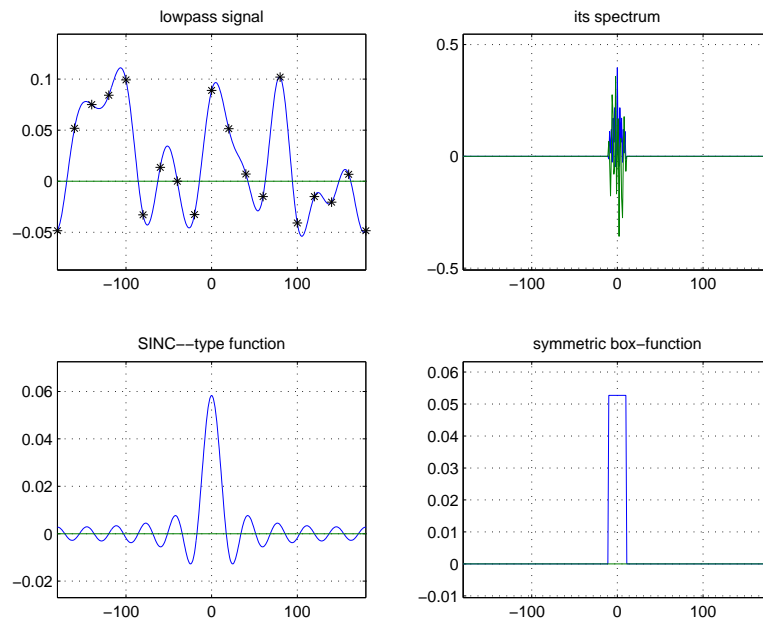 lowpass signal
0.1
0.05
0
−0.05
−100 0 100
its spectrum
0.5
0
−0.5
−100 0 100
SINC−−type function
0.06
0.04
0.02
0
−0.02
−100 0 100
symmetric box−function
0.06
0.05
0.04
0.03
0.02
0.01
0
−0.01
−100 0 100